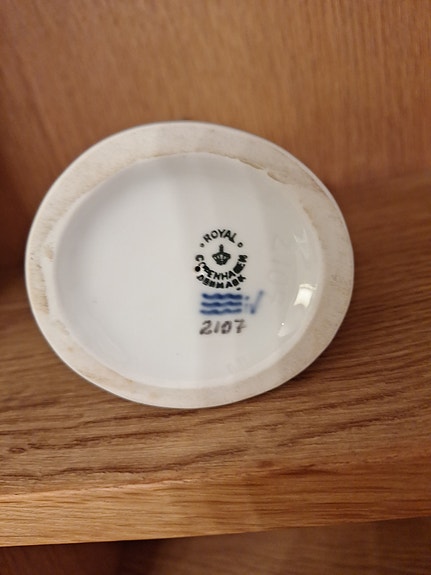 ROYAL
COPENHAGEN
DENMARK
2107